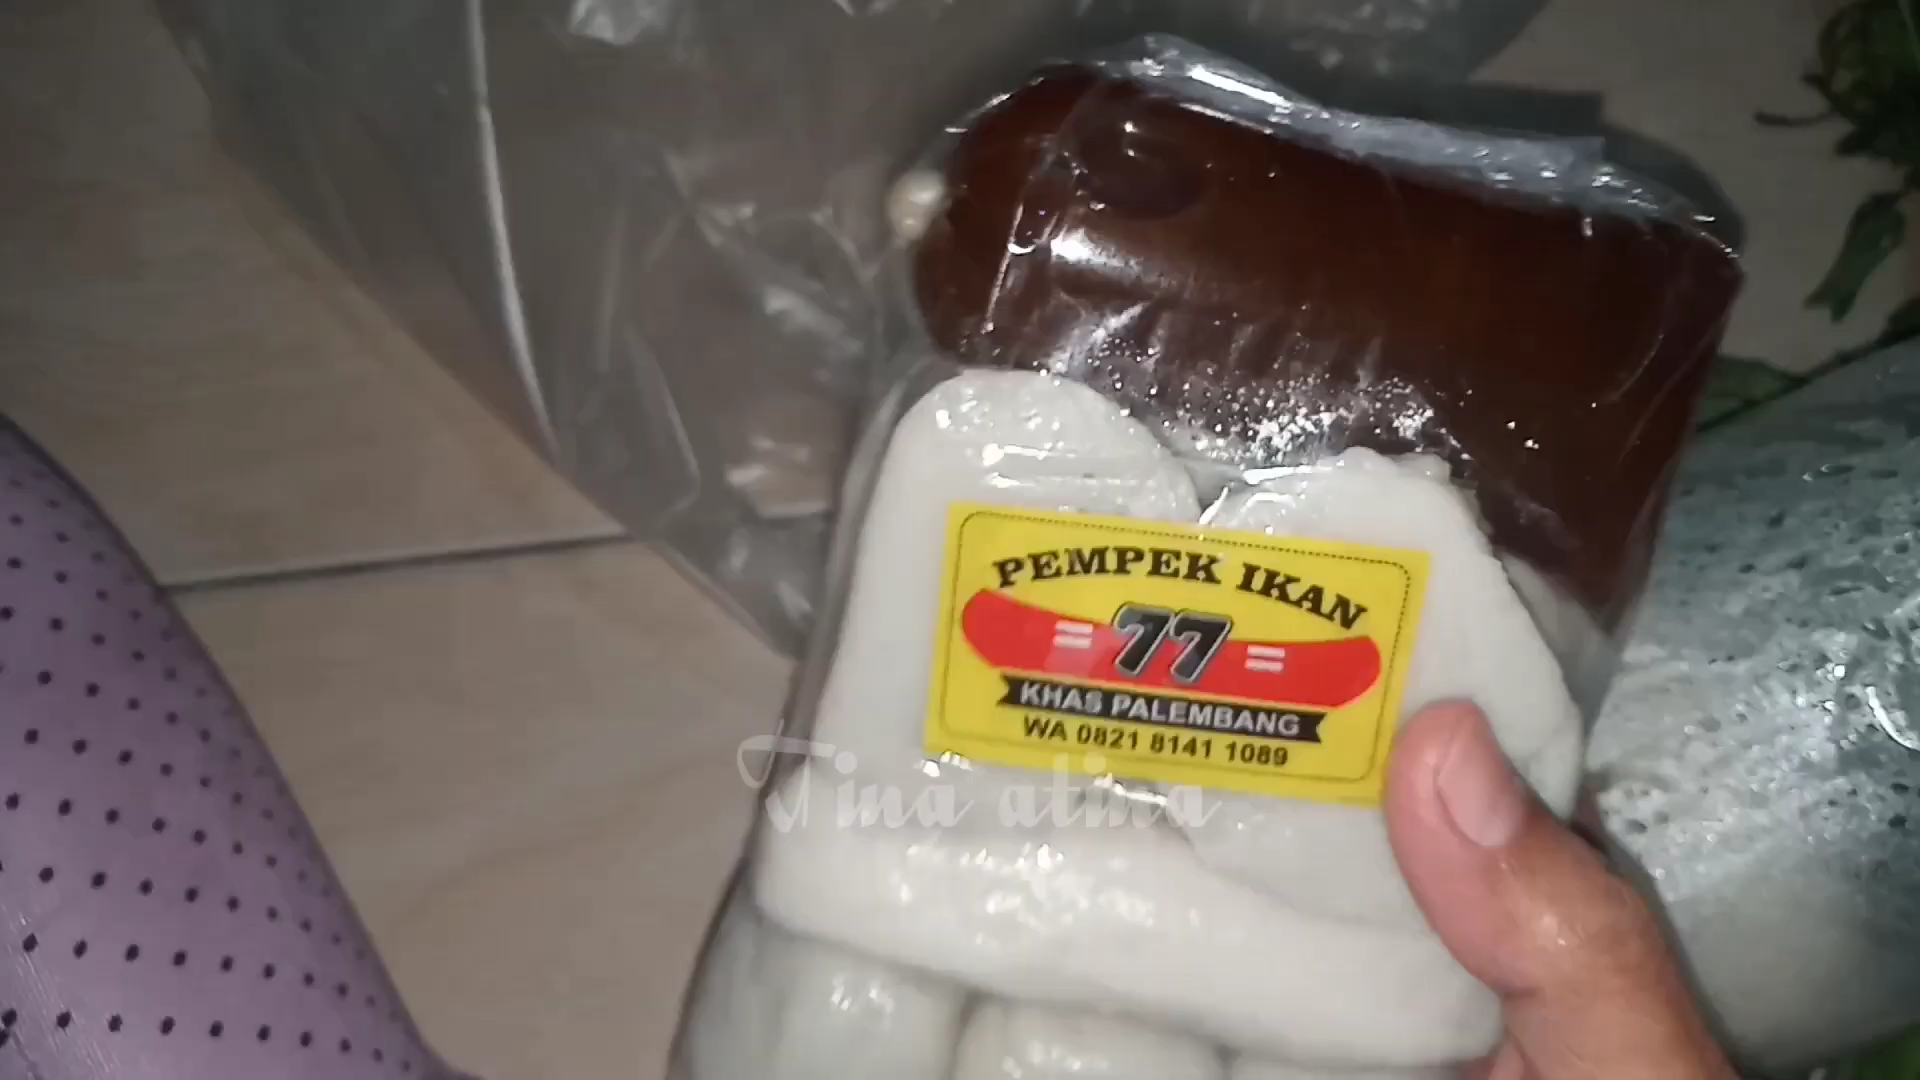 PEMPEK IKAN
= 77 =
KHAS PALEMBANG
WA 0821 8141 1089
Tina atina